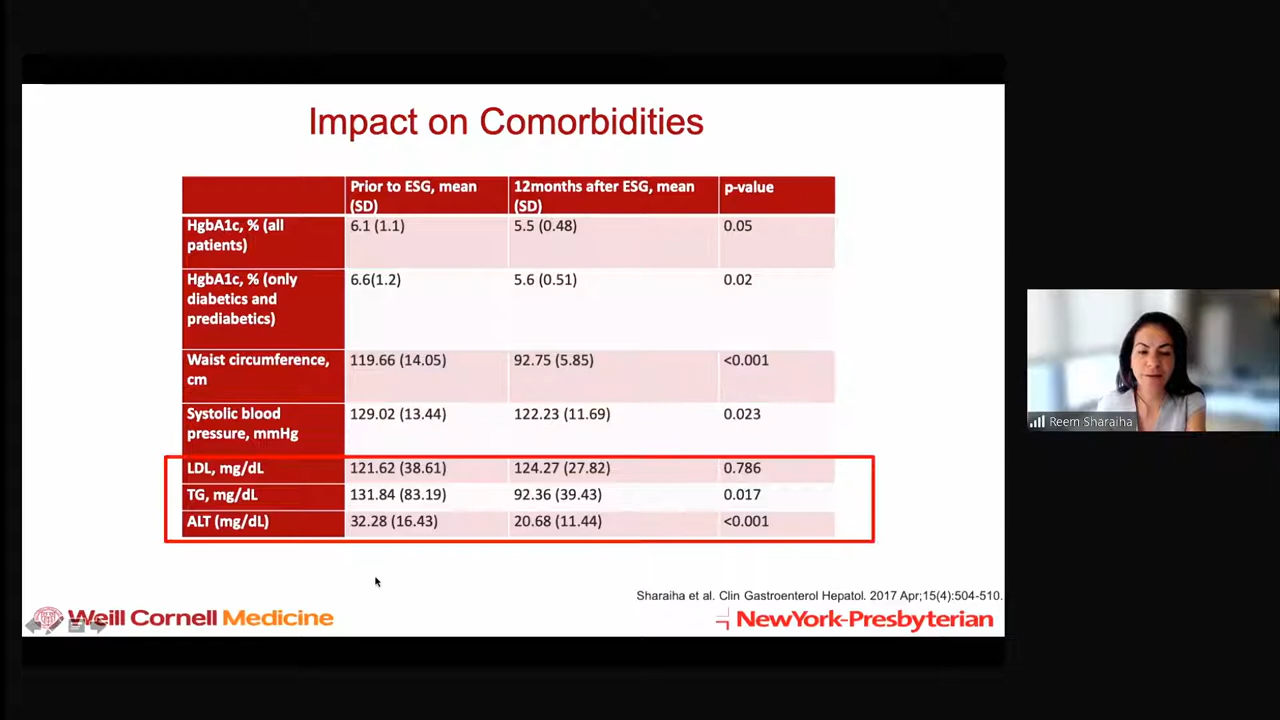 Impact on Comorbidities
Prior to ESG, mean (SD)
12months after ESG, mean (SD)
p-value
HgbA1c, % (all patients)
6.1 (1.1)
5.5 (0.48)
0.05
HgbA1c, % (only diabetics and prediabetics)
6.6(1.2)
5.6 (0.51)
0.02
Waist circumference, cm
119.66 (14.05)
92.75 (5.85)
<0.001
Systolic blood pressure, mmHg
129.02 (13.44)
122.23 (11.69)
0.023
LDL, mg/dL
121.62 (38.61)
124.27 (27.82)
0.786
TG, mg/dL
131.84 (83.19)
92.36 (39.43)
0.017
ALT (mg/dL)
32.28 (16.43)
20.68 (11.44)
<0.001
Sharaiha et al. Clin Gastroenterol Hepatol. 2017 Apr;15(4):504-510.
Weill Cornell Medicine
NewYork-Presbyterian
Reem Sharaiha